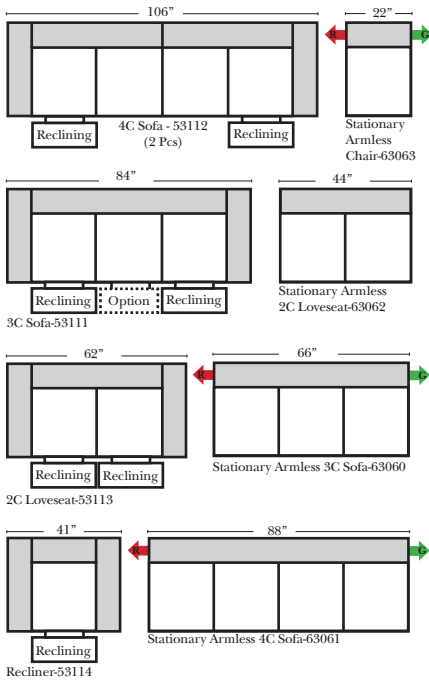 106”
22”
R
G
Reclining
4C Sofa - 53112
(2 Pcs)
Reclining
Stationary
Armless
Chair-63063
84”
44”
Reclining
Option
Reclining
3C Sofa-53111
Stationary Armless
2C Loveseat-63062
62”
66”
R
G
Reclining
Reclining
2C Loveseat-53113
Stationary Armless 3C Sofa-63060
41”
88”
R
G
Reclining
Recliner-53114
Stationary Armless 4C Sofa-63061